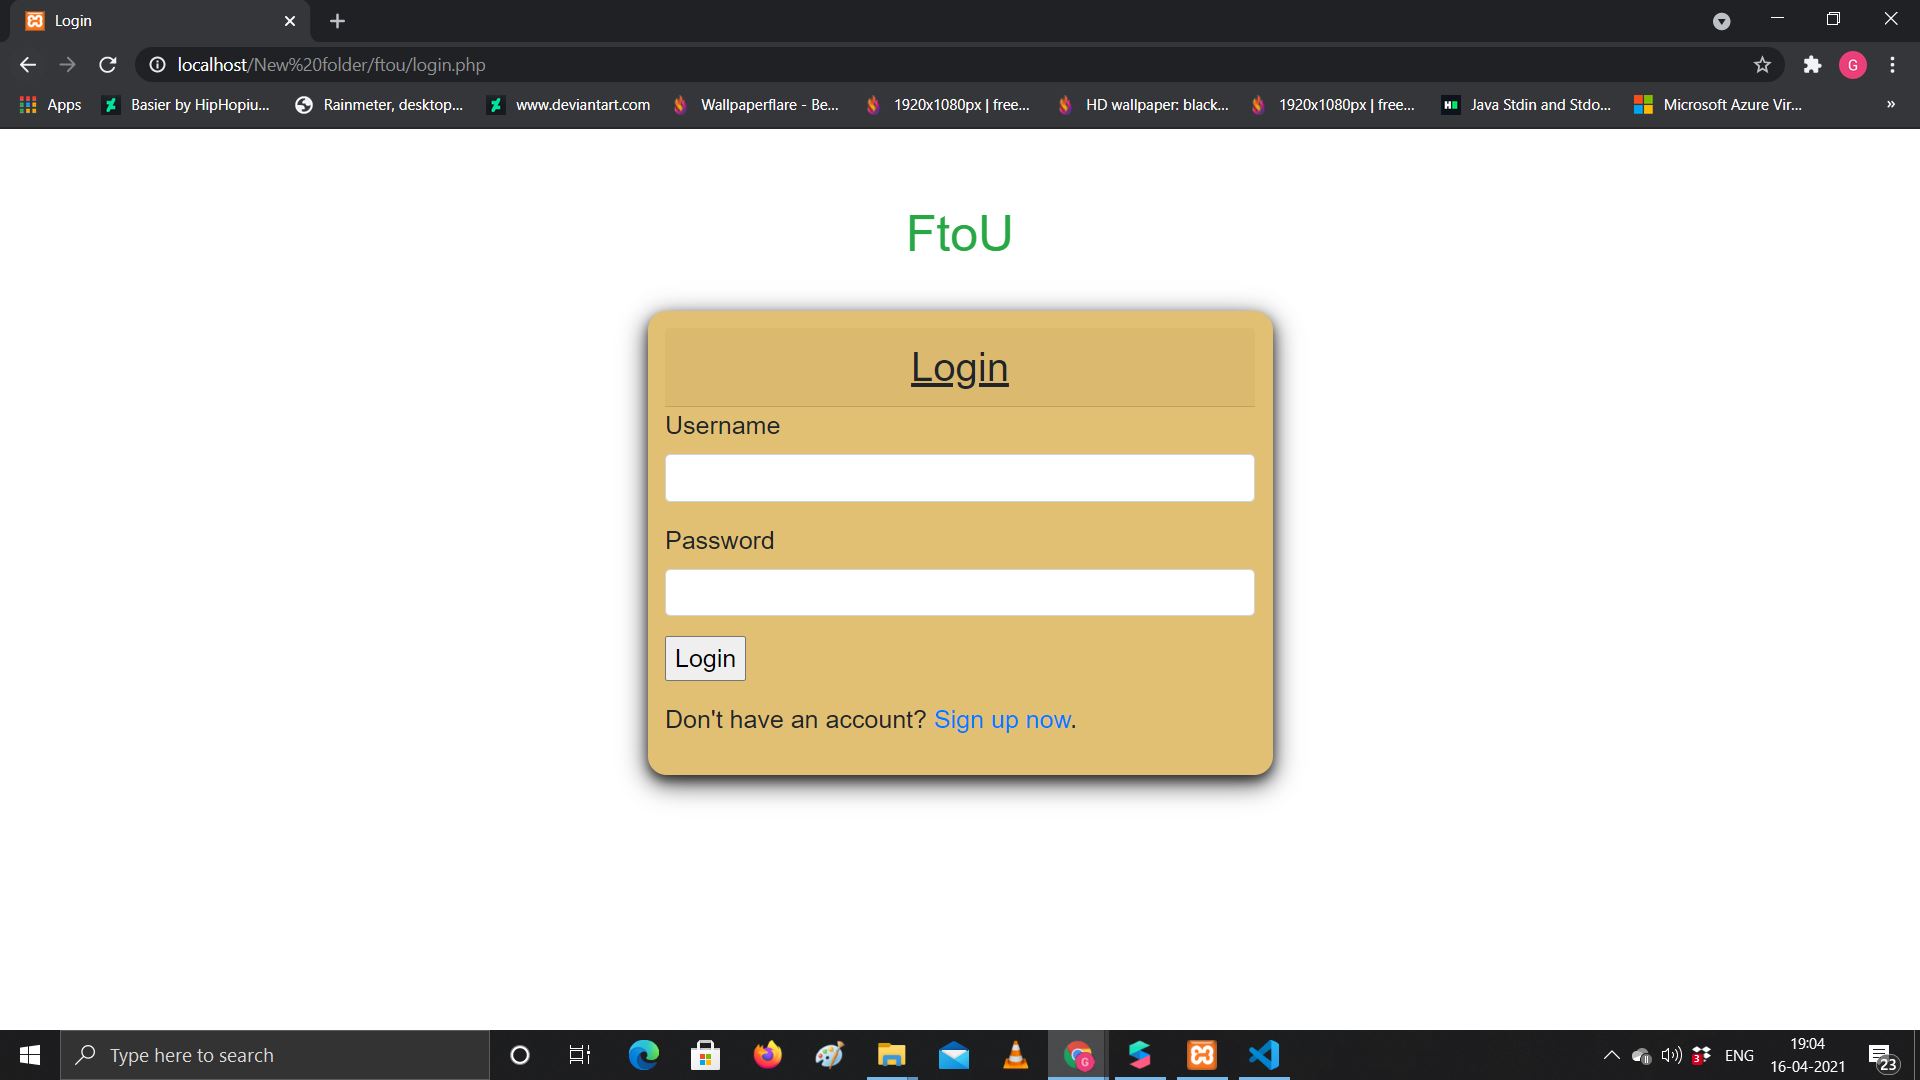 Login
localhost/New%20folder/ftou/login.php
Apps Basier by HipHopiu... Rainmeter, desktop... www.deviantart.com Wallpaperflare - Be... 1920x1080px | free... HD wallpaper: black... 1920x1080px | free... Java Stdin and Stdo... Microsoft Azure Vir... »
G
FtoU
Login
Username
Password
Login
Don't have an account? Sign up now.
Type here to search
ENG
19:04
16-04-2021
23
3